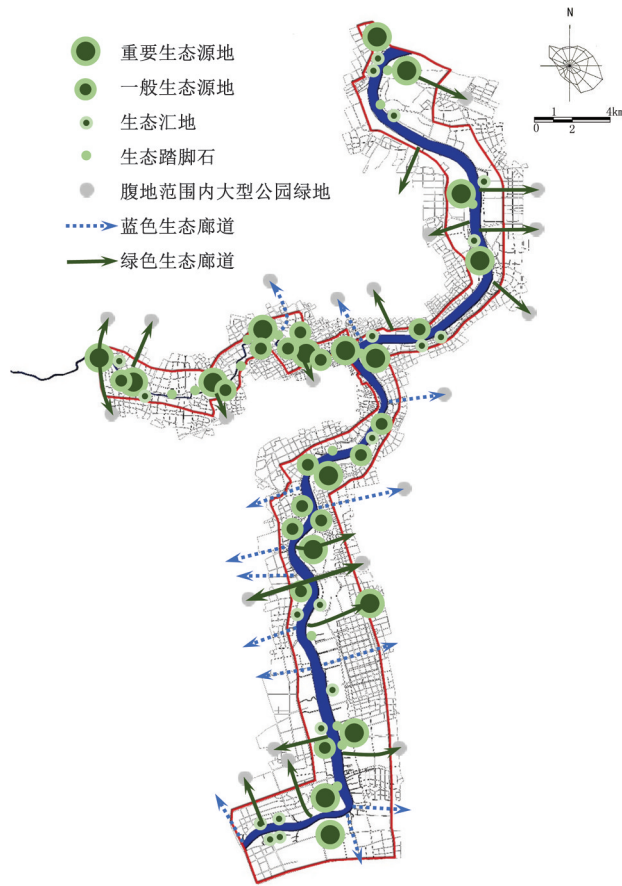 重要生态源地
一般生态源地
生态汇地
生态踏脚石
腹地范围内大型公园绿地
蓝色生态廊道
绿色生态廊道
N
1 4km
0 2